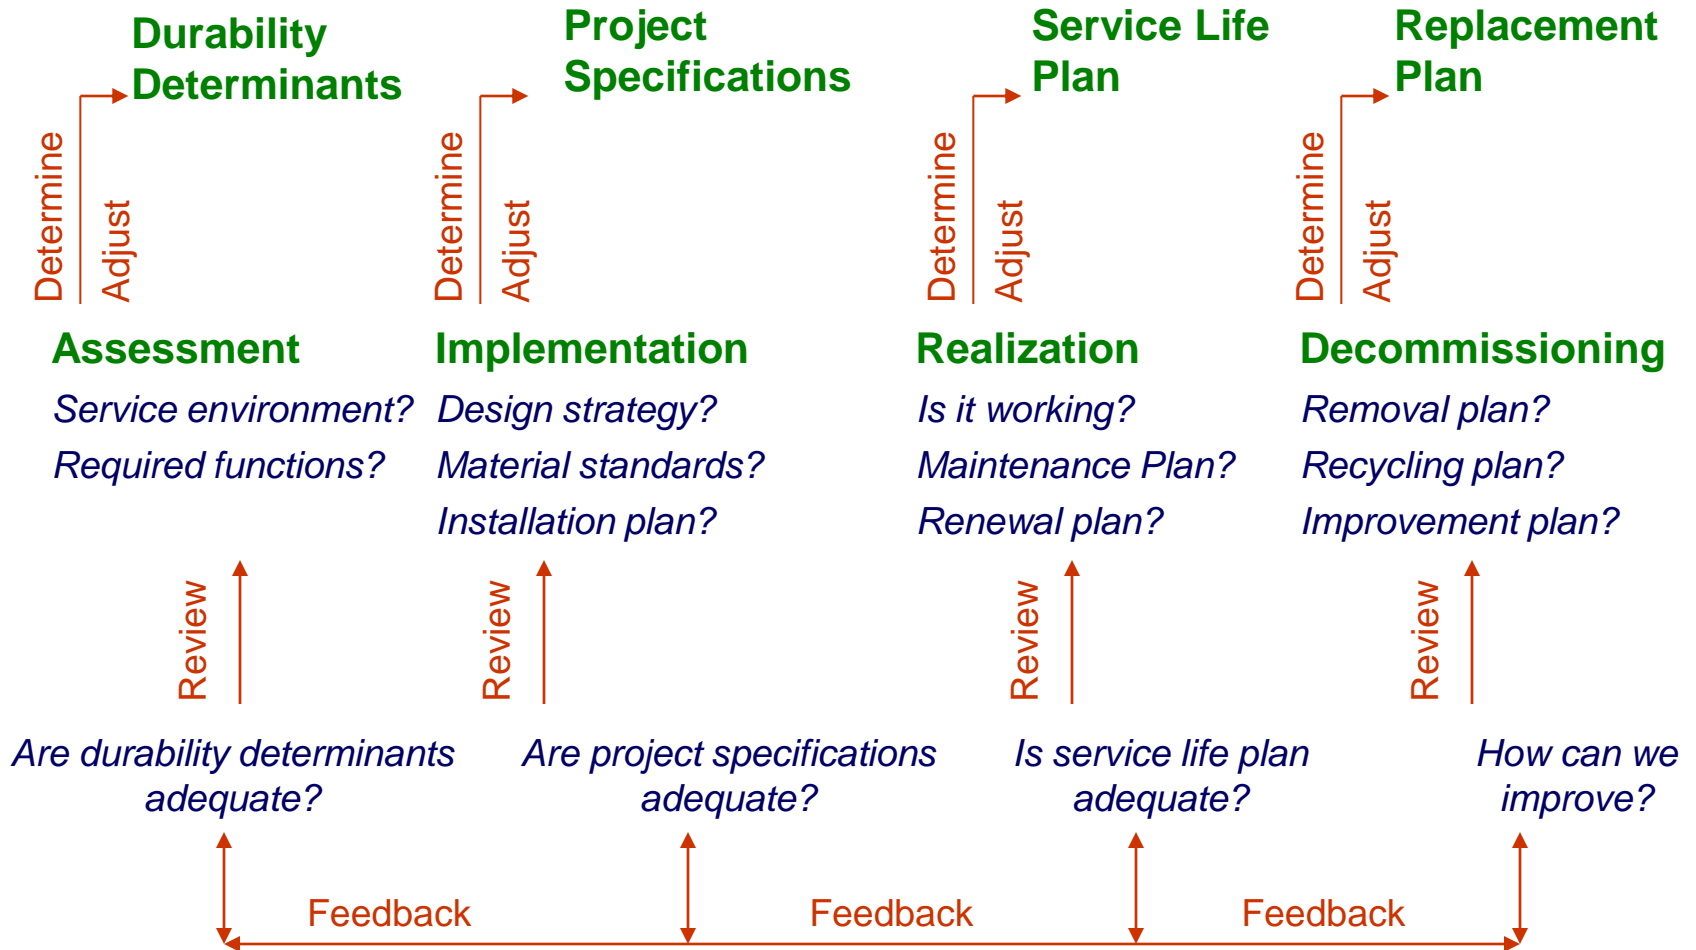 Durability
Determinants
Project
Specifications
Service Life
Plan
Replacement
Plan
Determine
Adjust
Determine
Adjust
Determine
Adjust
Determine
Adjust
Assessment
Service environment?
Required functions?
Implementation
Design strategy?
Material standards?
Installation plan?
Realization
Is it working?
Maintenance Plan?
Renewal plan?
Decommissioning
Removal plan?
Recycling plan?
Improvement plan?
Review
Review
Review
Review
Are durability determinants
adequate?
Are project specifications
adequate?
Is service life plan
adequate?
How can we
improve?
Feedback
Feedback
Feedback